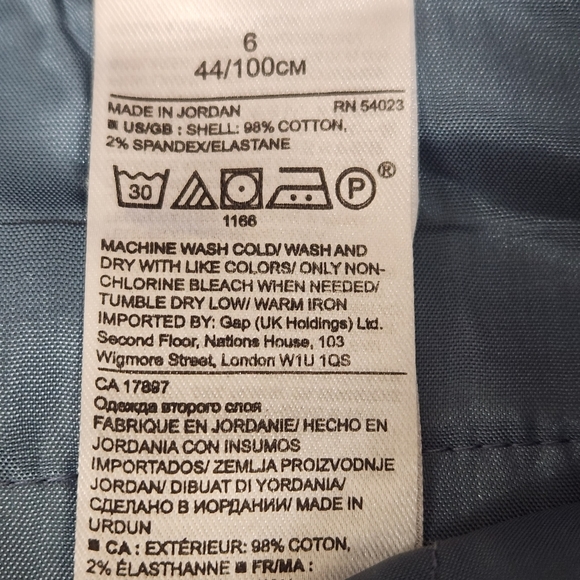 6
44/100CM
MADE IN JORDAN RN 54023
■ US/GB : SHELL: 98% COTTON,
2% SPANDEX/ELASTANE
30 P ®
1166
MACHINE WASH COLD/ WASH AND
DRY WITH LIKE COLORS/ ONLY NON-
CHLORINE BLEACH WHEN NEEDED/
TUMBLE DRY LOW/ WARM IRON
IMPORTED BY: Gap (UK Holdings) Ltd.
Second Floor, Nations House, 103
Wigmore Street, London W1U 1QS
CA 17897
Одежда второго слоя
FABRIQUÉ EN JORDANIE/ HECHO EN
JORDANIA CON INSUMOS
IMPORTADOS/ ZEMLJA PROIZVODNJE
JORDAN/ DIBUAT DI YORDANIA/
СДЕЛАНО В ИОРДАНИИ/ MADE IN
URDUN
■ CA : EXTÉRIEUR: 98% COTON,
2% ÉLASTHANNE ■ FR/MA :